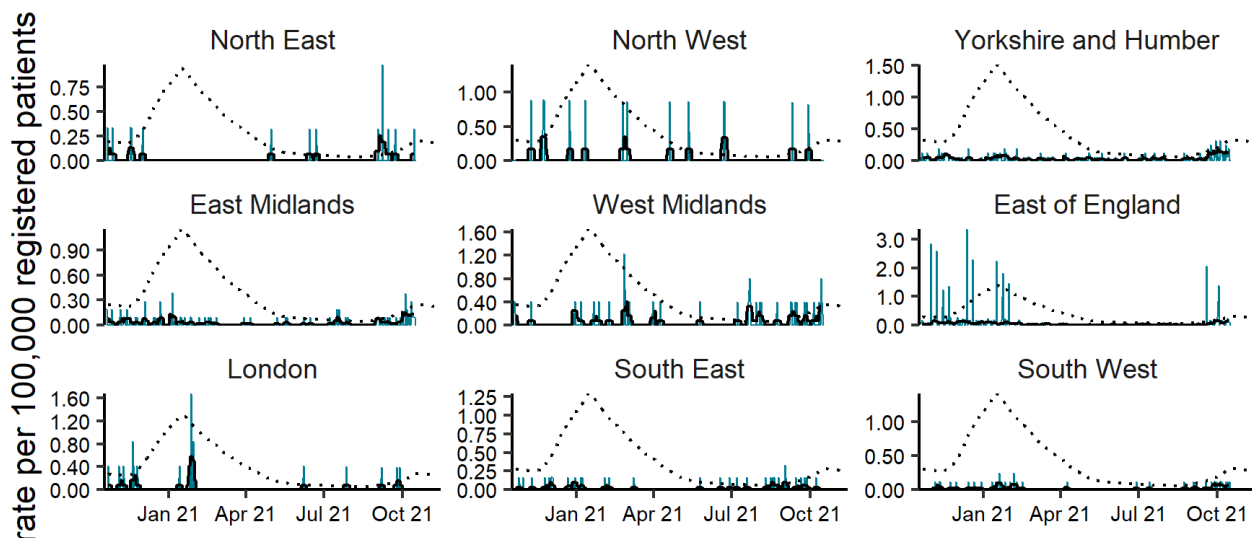 rate per 100,000 registered patients
North East
0.75
0.50
0.25
0.00
North West
1.00
0.50
0.00
Yorkshire and Humber
1.50
1.00
0.50
0.00
East Midlands
0.90
0.60
0.30
0.00
West Midlands
1.60
1.20
0.80
0.40
0.00
East of England
3.0
2.0
1.0
0.0
London
1.60
1.20
0.80
0.40
0.00
Jan 21 Apr 21 Jul 21 Oct 21
South East
1.25
1.00
0.75
0.50
0.25
0.00
Jan 21 Apr 21 Jul 21 Oct 21
South West
1.00
0.50
0.00
Jan 21 Apr 21 Jul 21 Oct 21